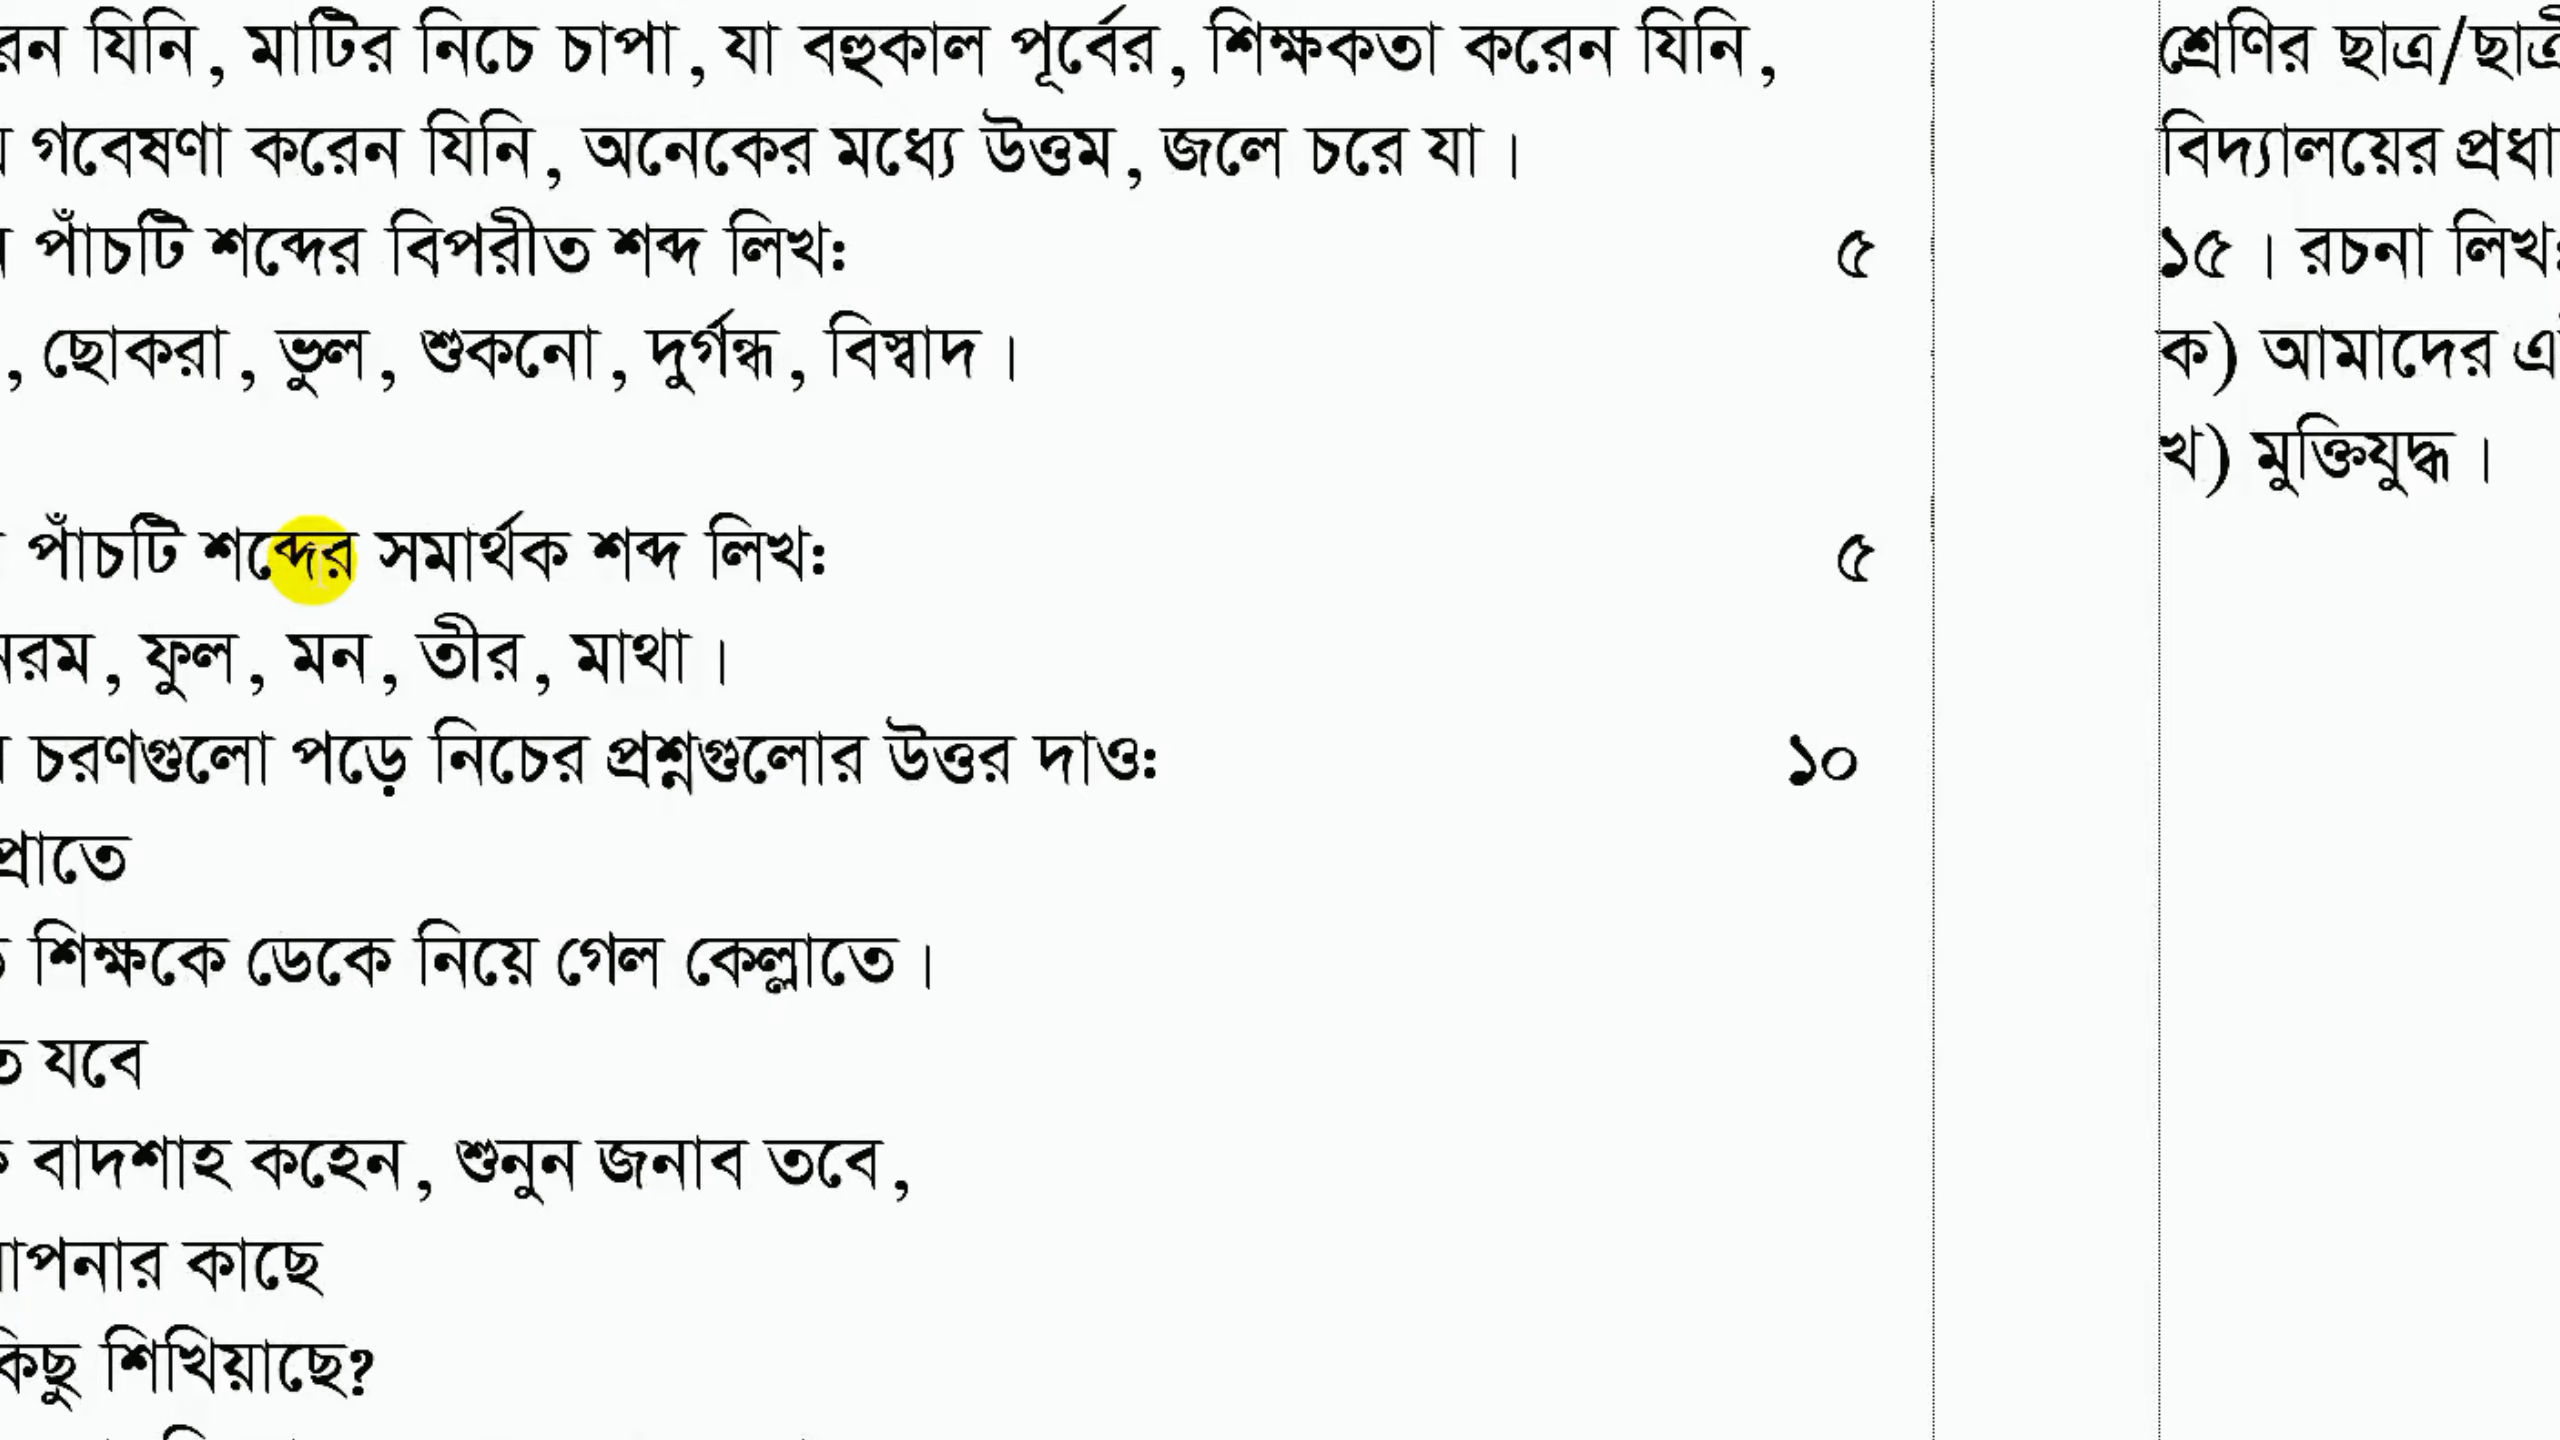 যিনি, মাটির নিচে চাপা, যা বহুকাল পূর্বের, শিক্ষকতা করেন যিনি,
গবেষণা করেন যিনি, অনেকের মধ্যে উত্তম, জলে চরে যা।
পাঁচটি শব্দের বিপরীত শব্দ লিখ: ৫
, ছোকরা, ভুল, শুকনো, দুর্গন্ধ, বিস্বাদ।
পাঁচটি শব্দের সমার্থক শব্দ লিখ: ৫
নরম, ফুল, মন, তীর, মাথা।
চরণগুলো পড়ে নিচের প্রশ্নগুলোর উত্তর দাও: ১০
প্রাতে
শিক্ষকে ডেকে নিয়ে গেল কেল্লাতে।
যবে
বাদশাহ কহেন, শুনুন জনাব তবে,
কাছে
কিছু শিখিয়াছে?
শ্রেণির ছাত্র/ছাত্রী
বিদ্যালয়ের
১৫। রচনা লিখ:
ক) আমাদের
খ) মুক্তিযুদ্ধ।